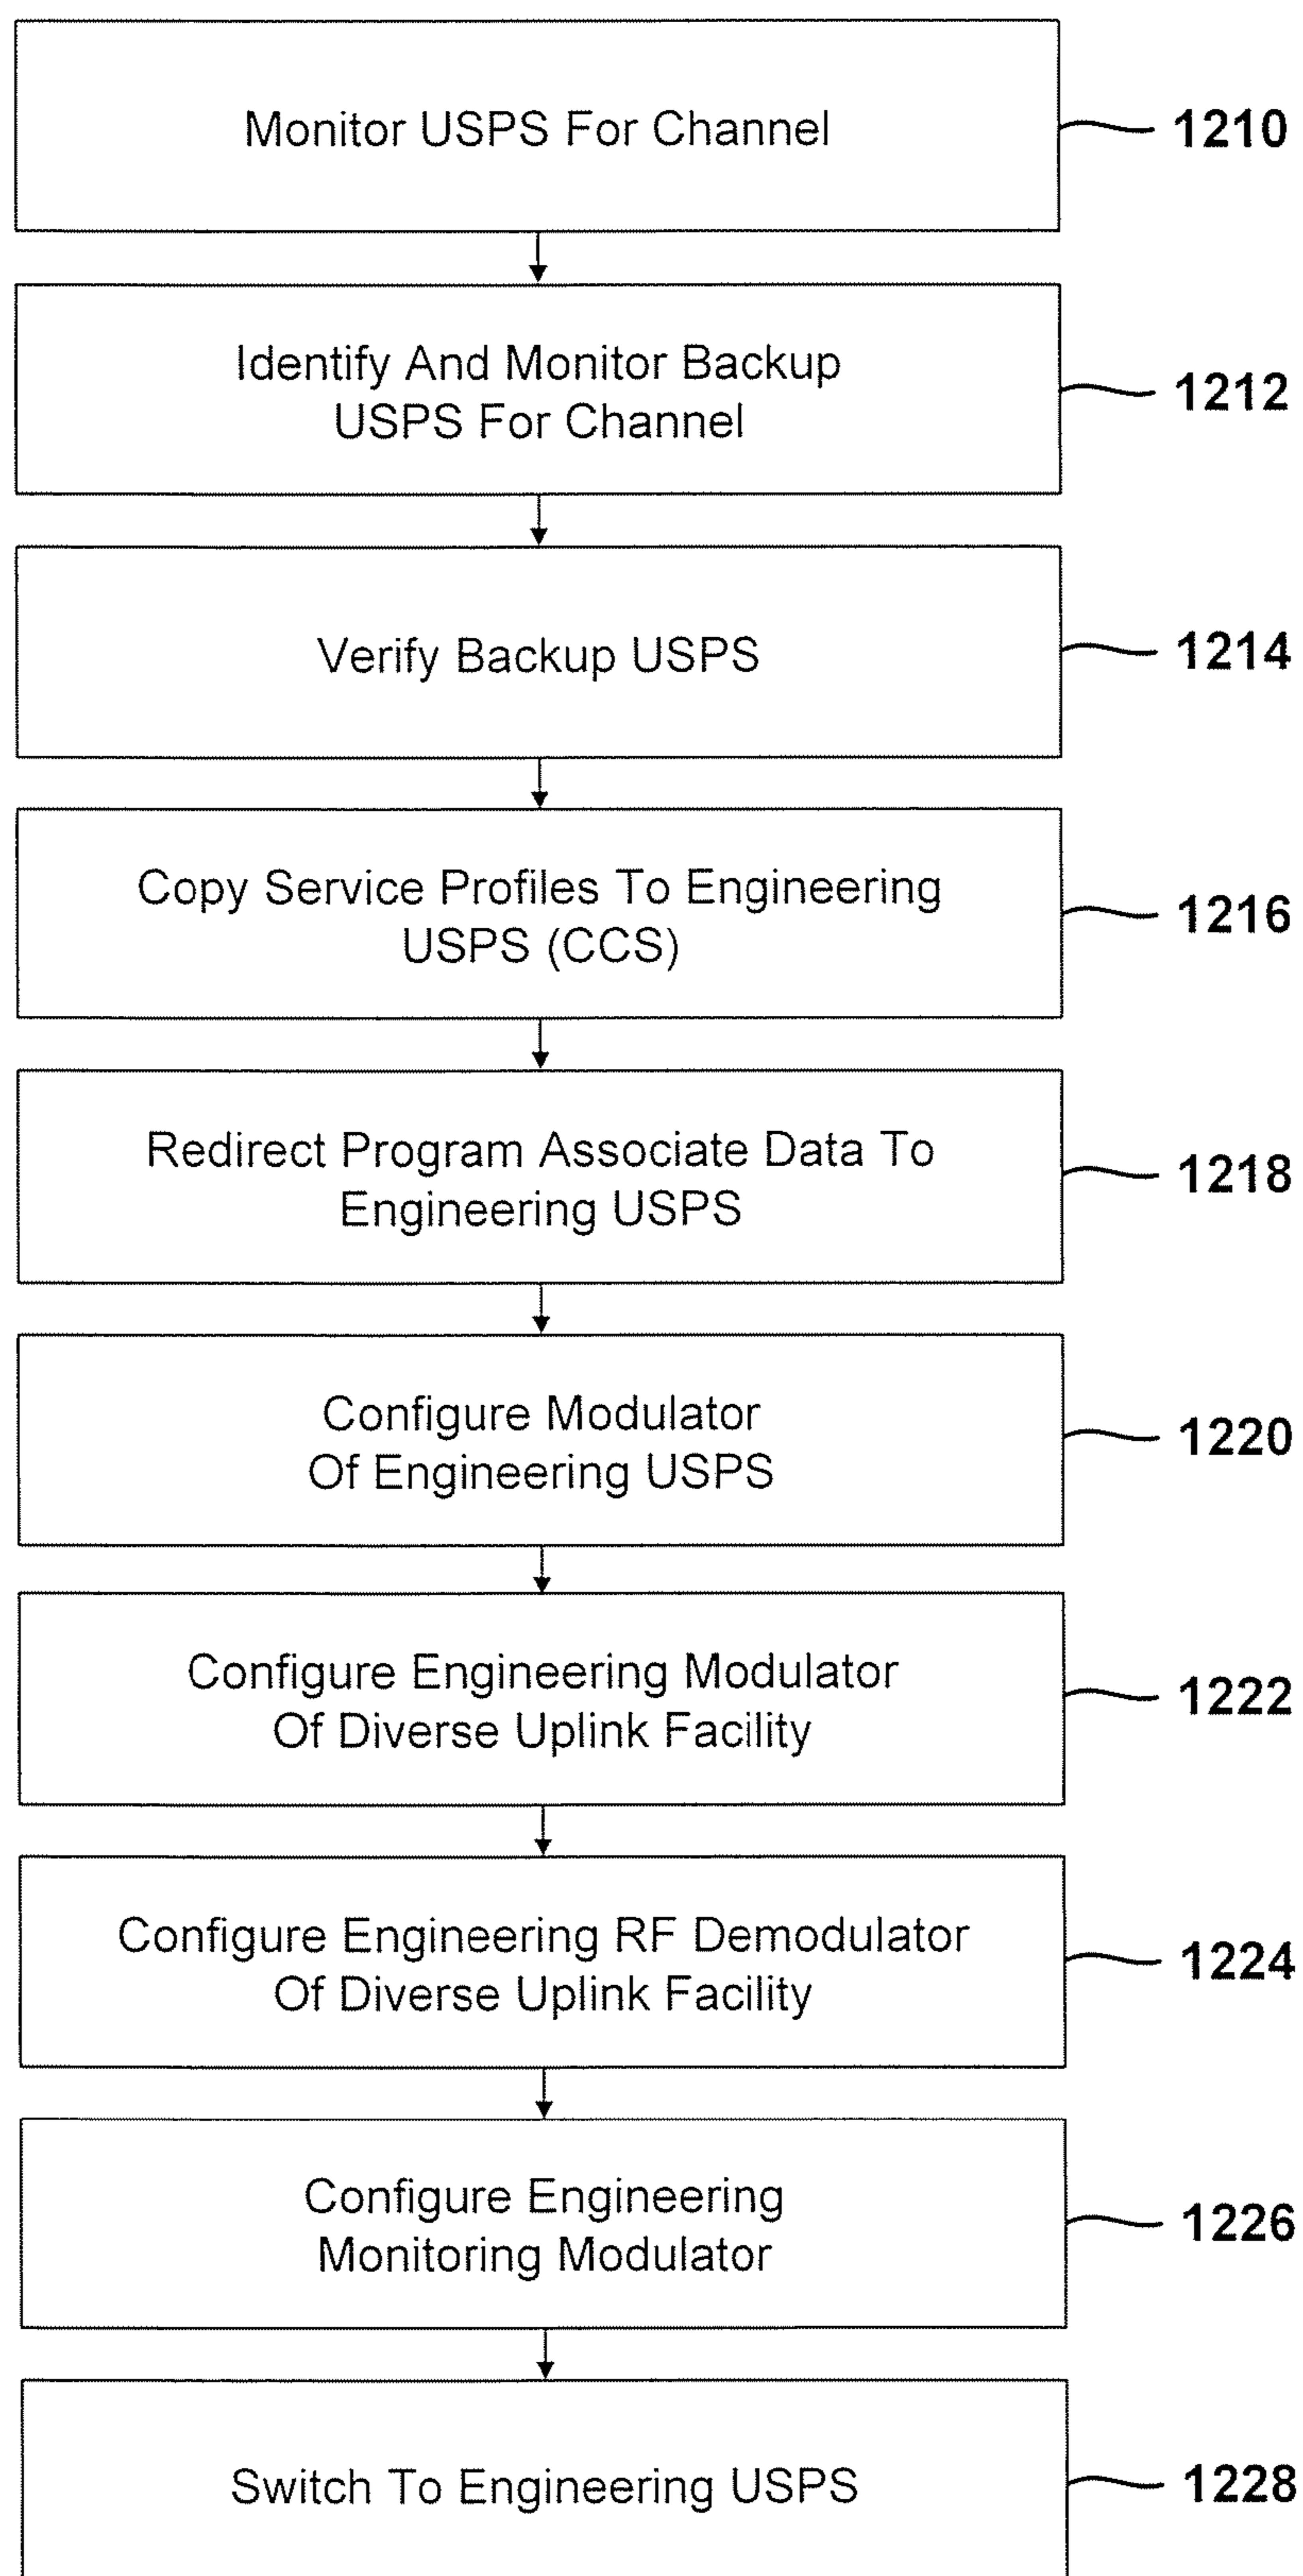 Monitor USPS For Channel
1210
Identify And Monitor Backup
USPS For Channel
1212
Verify Backup USPS
1214
Copy Service Profiles To Engineering
USPS (CCS)
1216
Redirect Program Associate Data To
Engineering USPS
1218
Configure Modulator
Of Engineering USPS
1220
Configure Engineering Modulator
Of Diverse Uplink Facility
1222
Configure Engineering RF Demodulator
Of Diverse Uplink Facility
1224
Configure Engineering
Monitoring Modulator
1226
Switch To Engineering USPS
1228